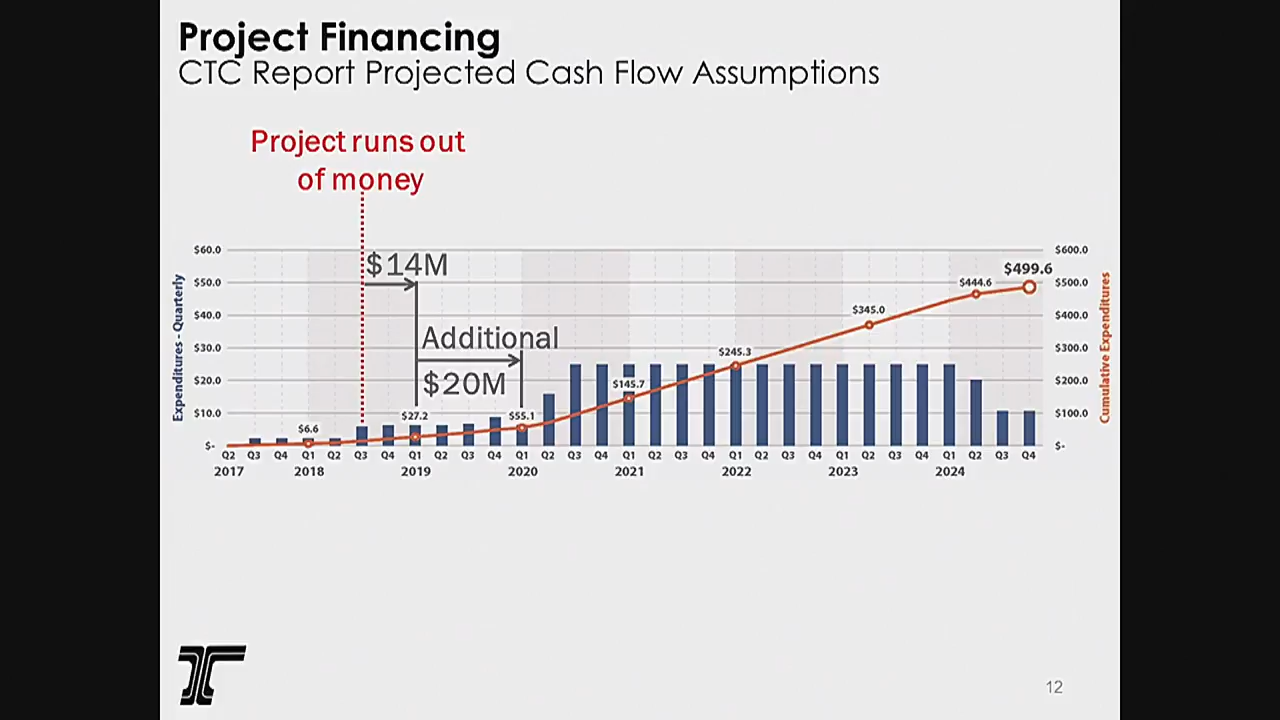 Project Financing
CTC Report Projected Cash Flow Assumptions
Project runs out
of money
$60.0
$50.0
$40.0
$30.0
$20.0
$10.0
$-
Expenditures - Quarterly
$14M
Additional
$20M
$6.6
$27.2
$55.1
$145.7
$245.3
$345.0
$444.6
$499.6
$600.0
$500.0
$400.0
$300.0
$200.0
$100.0
$-
Cumulative Expenditures
Q2 Q3 Q4 Q1 Q2 Q3 Q4 Q1 Q2 Q3 Q4 Q1 Q2 Q3 Q4 Q1 Q2 Q3 Q4 Q1 Q2 Q3 Q4 Q1 Q2 Q3 Q4 Q1 Q2 Q3 Q4
2017 2018 2019 2020 2021 2022 2023 2024
12